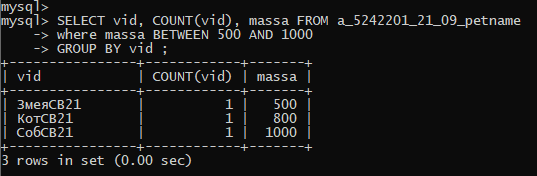 mysql>
mysql> SELECT vid, COUNT(vid), massa FROM a_5242201_21_09_petname
    -> where massa BETWEEN 500 AND 1000
    -> GROUP BY vid ;
+----------------+------------+-------+
| vid            | COUNT(vid) | massa |
+----------------+------------+-------+
| ЗмеяСВ21       |          1 |   500 |
| КотСВ21        |          1 |   800 |
| СобСВ21        |          1 |  1000 |
+----------------+------------+-------+
3 rows in set (0.00 sec)